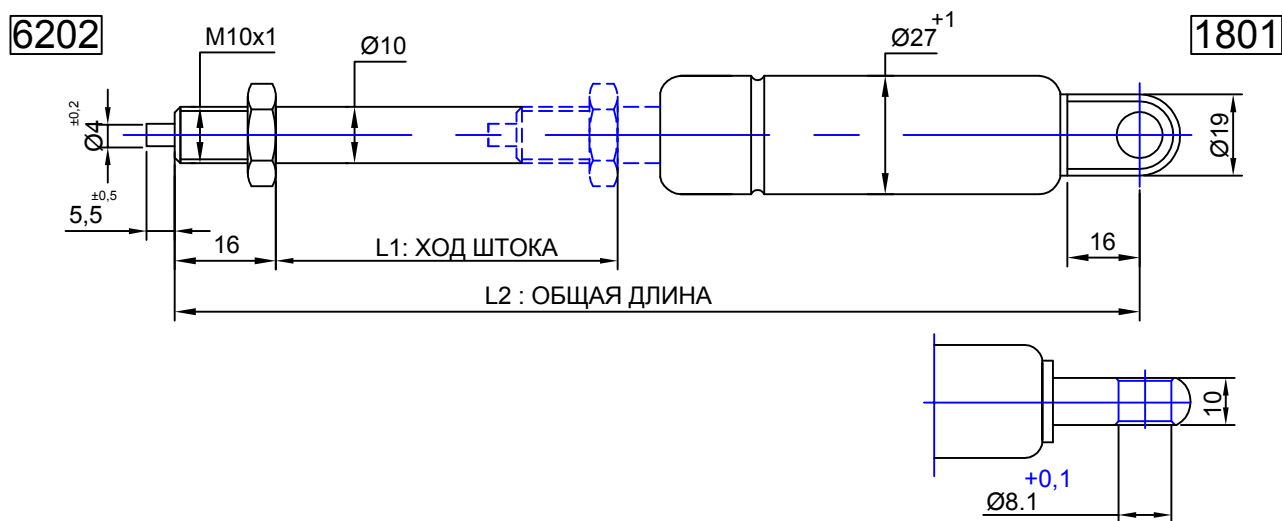 6202
M10x1
Ø10
Ø27 +1
1801
Ø4 ±0,2
Ø19
5,5 ±0,5
16
L1: ХОД ШТОКА
16
L2 : ОБЩАЯ ДЛИНА
10
+0,1
Ø8.1